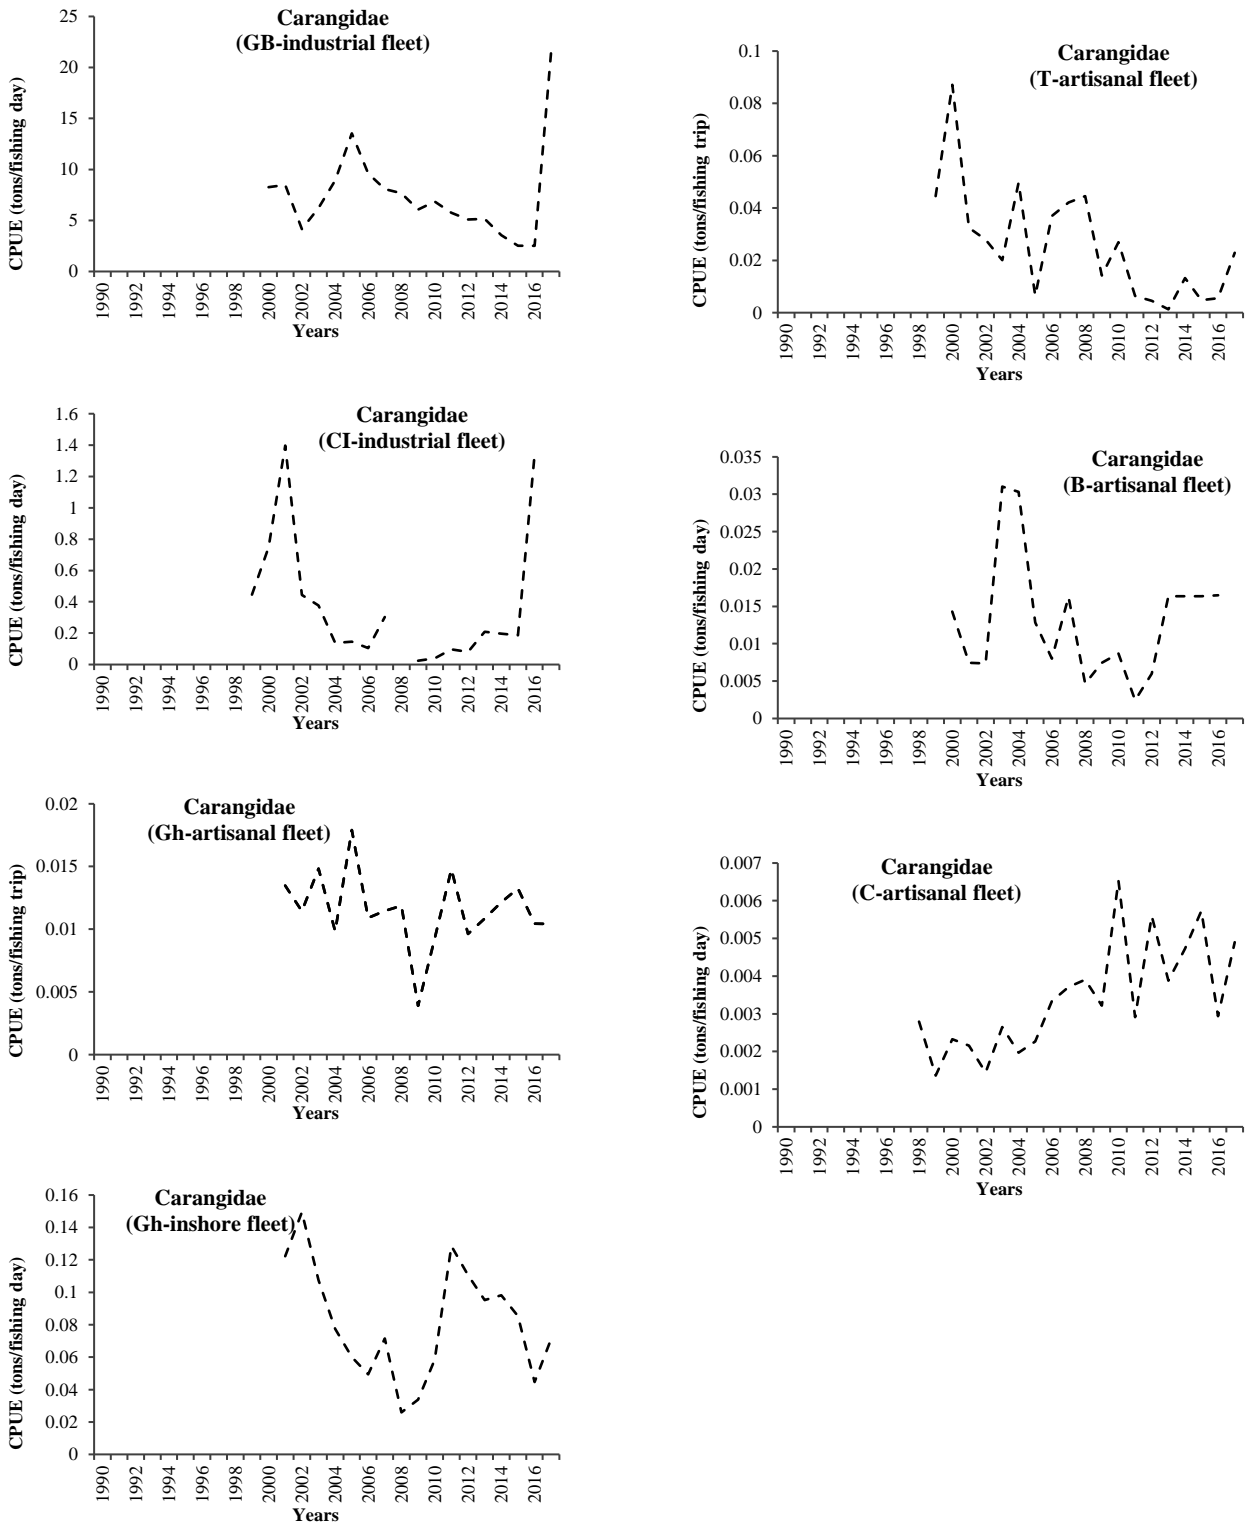 Carangidae
(GB-industrial fleet)
CPUE (tons/fishing day)
25
20
15
10
5
0
1990 1992 1994 1996 1998 2000 2002 2004 2006 2008 2010 2012 2014 2016
Years
Carangidae
(T-artisanal fleet)
CPUE (tons/fishing trip)
0.1
0.08
0.06
0.04
0.02
0
1990 1992 1994 1996 1998 2000 2002 2004 2006 2008 2010 2012 2014 2016
Years
Carangidae
(CI-industrial fleet)
CPUE (tons/fishing day)
1.6
1.4
1.2
1
0.8
0.6
0.4
0.2
0
1990 1992 1994 1996 1998 2000 2002 2004 2006 2008 2010 2012 2014 2016
Years
Carangidae
(B-artisanal fleet)
CPUE (tons/fishing day)
0.035
0.03
0.025
0.02
0.015
0.01
0.005
0
1990 1992 1994 1996 1998 2000 2002 2004 2006 2008 2010 2012 2014 2016
Years
Carangidae
(Gh-artisanal fleet)
CPUE (tons/fishing trip)
0.02
0.015
0.01
0.005
0
1990 1992 1994 1996 1998 2000 2002 2004 2006 2008 2010 2012 2014 2016
Years
Carangidae
(C-artisanal fleet)
CPUE (tons/fishing day)
0.007
0.006
0.005
0.004
0.003
0.002
0.001
0
1990 1992 1994 1996 1998 2000 2002 2004 2006 2008 2010 2012 2014 2016
Years
Carangidae
(Gh-inshore fleet)
CPUE (tons/fishing day)
0.16
0.14
0.12
0.1
0.08
0.06
0.04
0.02
0
1990 1992 1994 1996 1998 2000 2002 2004 2006 2008 2010 2012 2014 2016
Years